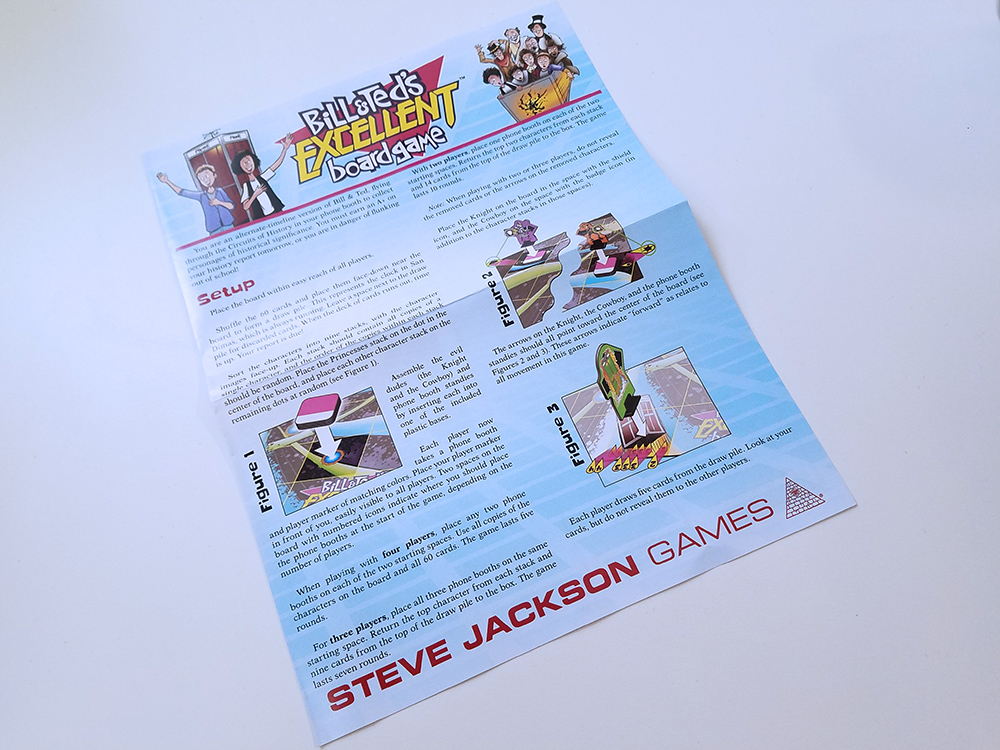 Bill & Ted's
EXCELLENT
boardgame™
You are an alternate-timeline version of Bill & Ted, flying
through the Circuits of History in your phone booth to collect
personages of historical significance. You must earn an A+ on
your history report tomorrow, or you are in danger of flunking
out of school!
Setup
Place the board within easy reach of all players.
Shuffle the 60 cards and place them face-down near the
board to form a draw pile. This represents the clock in San
Dimas, which is always running. Leave a space next to the draw
pile for discarded cards. When the deck of cards runs out, time
is up. Your report is due!
Sort the characters into nine stacks, with the character
images face-up. Each stack should contain all copies of a
single character, and the order of the copies within each stack
should be random. Place the Princesses stack on the dot in the
center of the board, and place each other character stack on the
remaining dots at random (see Figure 1).
Figure 1
Bill & Ted's
Assemble the evil
dudes (the Knight
and the Cowboy) and
phone booth standies
by inserting each into
one of the included
plastic bases.
Each player now
takes a phone booth
and player marker of matching colors. Place your player marker
in front of you, easily visible to all players. Two spaces on the
board with numbered icons indicate where you should place
the phone booths at the start of the game, depending on the
number of players.
When playing with four players, place any two phone
booths on each of the two starting spaces. Use all copies of the
characters on the board and all 60 cards. The game lasts five
rounds.
For three players, place all three phone booths on the same
starting space. Return the top character from each stack and
nine cards from the top of the draw pile to the box. The game
lasts seven rounds.
With two players, place one phone booth on each of the two
starting spaces. Return the top two characters from each stack
and 14 cards from the top of the draw pile to the box. The game
lasts 10 rounds.
Note: When playing with two or three players, do not reveal
the removed cards or the arrows on the removed characters.
Place the Knight on the board in the space with the shield
icon, and the Cowboy on the space with the badge icon (in
addition to the character stacks in those spaces).
Figure 2
The arrows on the Knight, the Cowboy, and the phone booth
standies should all point toward the center of the board (see
Figures 2 and 3). These arrows indicate "forward" as relates to
all movement in this game.
Figure 3
Each player draws five cards from the draw pile. Look at your
cards, but do not reveal them to the other players.
STEVE JACKSON GAMES